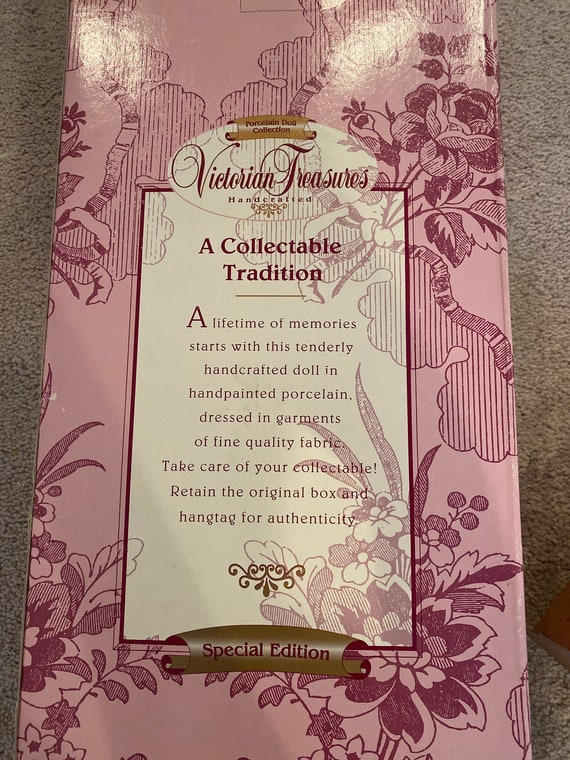 Porcelain Doll
Collection
Victorian Treasures
Handcrafted
A Collectable
Tradition
A lifetime of memories
starts with this tenderly
handcrafted doll in
handpainted porcelain,
dressed in garments
of fine quality fabric.
Take care of your collectable!
Retain the original box and
hangtag for authenticity.
Special Edition